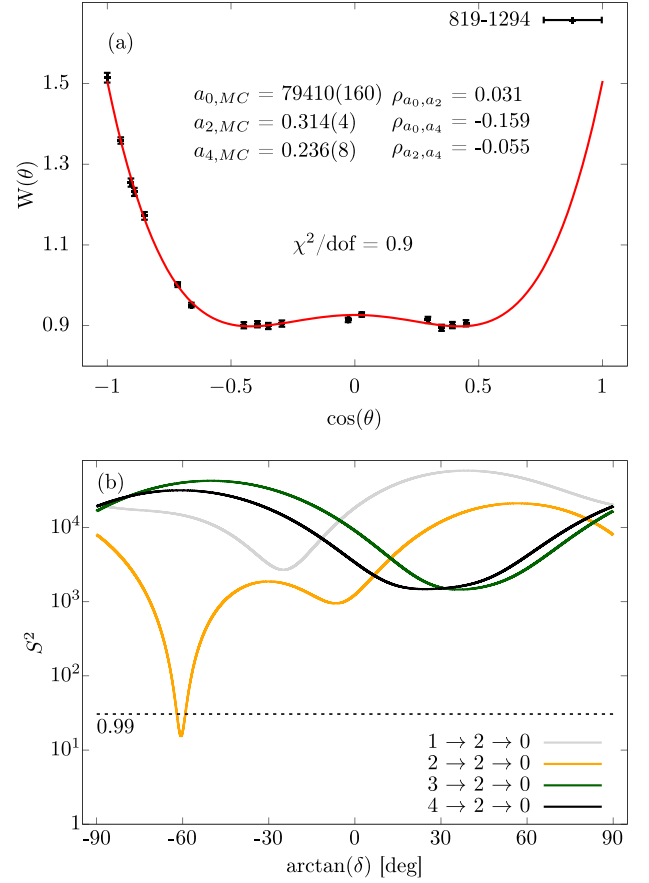 (a)
819-1294
a0,MC = 79410(160) ρa0,a2 = 0.031
a2,MC = 0.314(4) ρa0,a4 = -0.159
a4,MC = 0.236(8) ρa2,a4 = -0.055
χ²/dof = 0.9
W(θ)
1.5
1.3
1.1
0.9
−1
−0.5
0
0.5
1
cos(θ)
(b)
S²
10⁴
10³
10²
10¹
1
0.99
1 → 2 → 0
2 → 2 → 0
3 → 2 → 0
4 → 2 → 0
-90
-60
-30
0
30
60
90
arctan(δ) [deg]